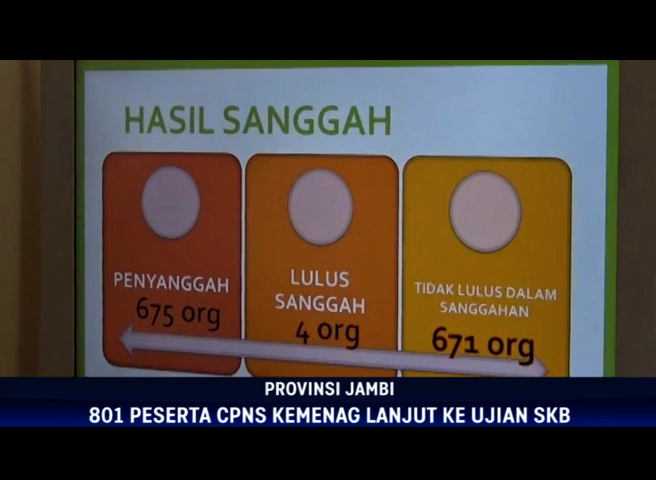 HASIL SANGGAH
PENYANGGAH
675 org
LULUS
SANGGAH
4 org
TIDAK LULUS DALAM
SANGGAHAN
671 org
PROVINSI JAMBI
801 PESERTA CPNS KEMENAG LANJUT KE UJIAN SKB